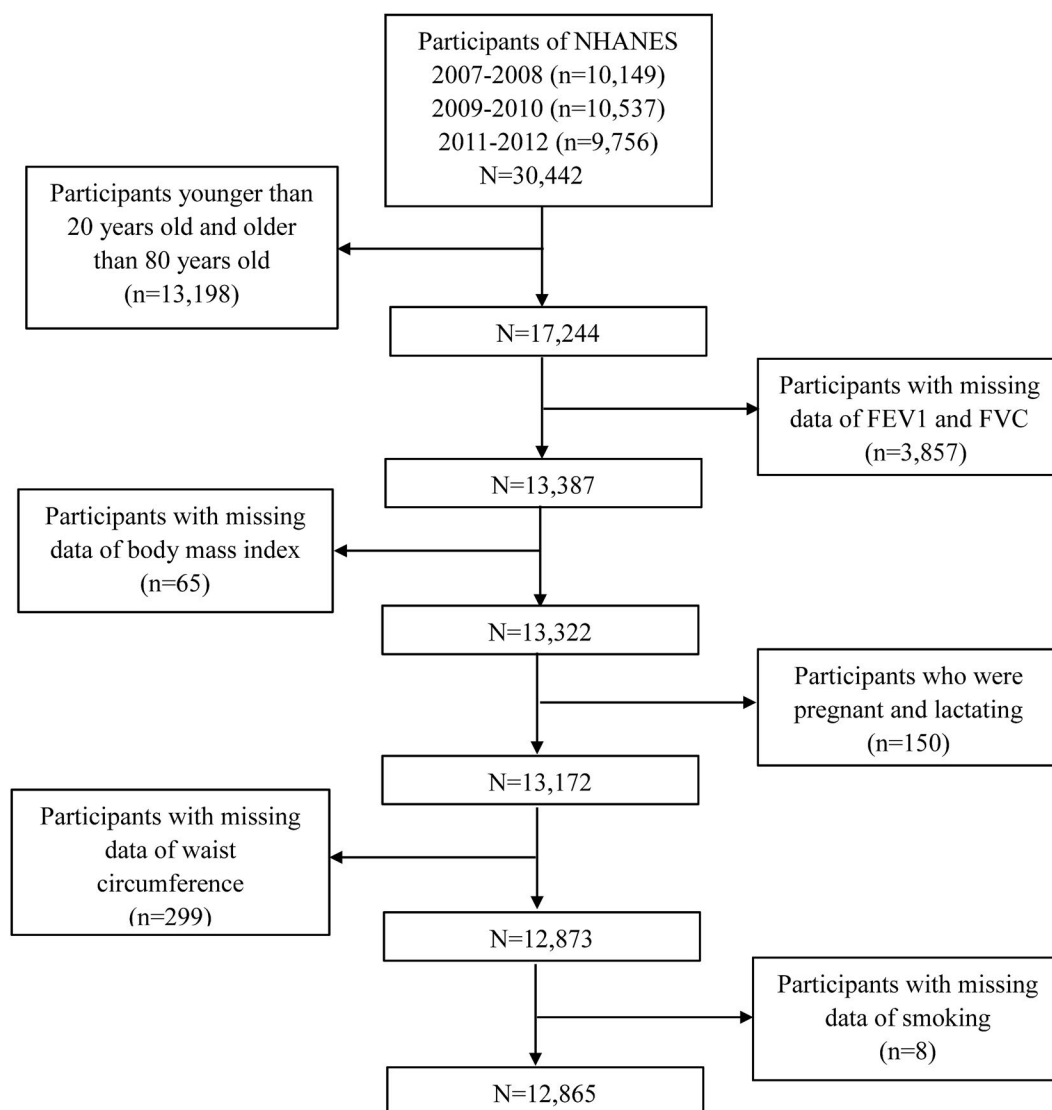 Participants of NHANES
2007-2008 (n=10,149)
2009-2010 (n=10,537)
2011-2012 (n=9,756)
N=30,442
Participants younger than
20 years old and older
than 80 years old
(n=13,198)
N=17,244
Participants with missing
data of FEV1 and FVC
(n=3,857)
N=13,387
Participants with missing
data of body mass index
(n=65)
N=13,322
Participants who were
pregnant and lactating
(n=150)
N=13,172
Participants with missing
data of waist
circumference
(n=299)
N=12,873
Participants with missing
data of smoking
(n=8)
N=12,865